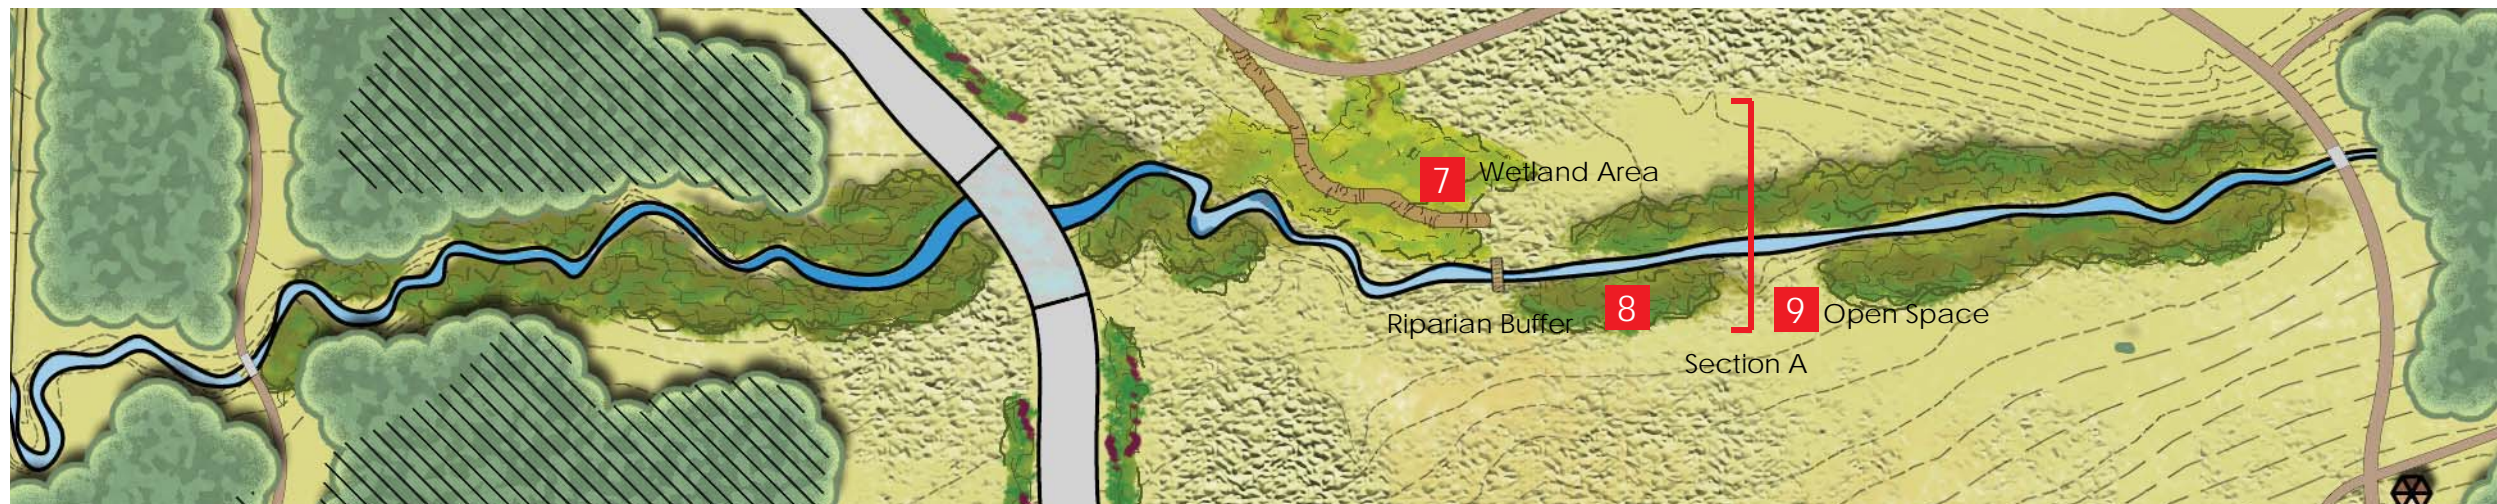 7 Wetland Area
Riparian Buffer 8
9 Open Space
Section A